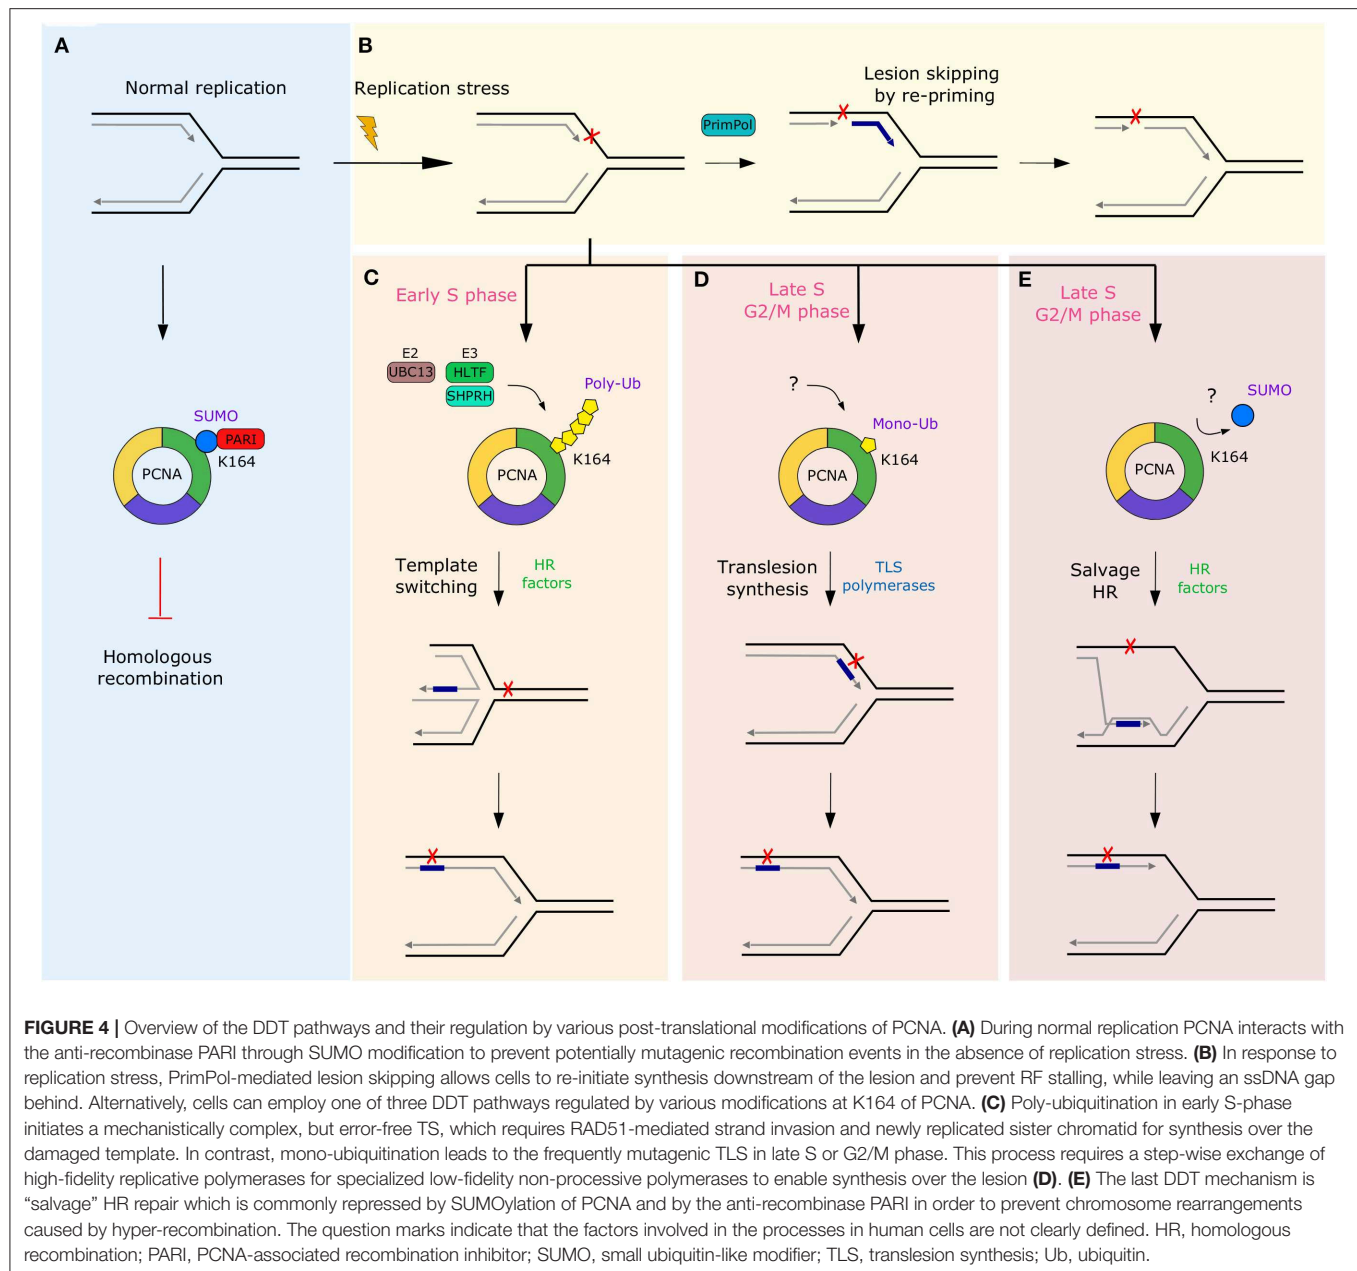 A
Normal replication
SUMO
PARI
K164
PCNA
Homologous
recombination
B
Replication stress
PrimPol
Lesion skipping
by re-priming
C
Early S phase
E2
UBC13
E3
HLTF
SHPRH
Poly-Ub
K164
PCNA
Template
switching
HR
factors
D
Late S
G2/M phase
?
Mono-Ub
K164
PCNA
Translesion
synthesis
TLS
polymerases
E
Late S
G2/M phase
?
SUMO
K164
PCNA
Salvage
HR
HR
factors
FIGURE 4 | Overview of the DDT pathways and their regulation by various post-translational modifications of PCNA. (A) During normal replication PCNA interacts with
the anti-recombinase PARI through SUMO modification to prevent potentially mutagenic recombination events in the absence of replication stress. (B) In response to
replication stress, PrimPol-mediated lesion skipping allows cells to re-initiate synthesis downstream of the lesion and prevent RF stalling, while leaving an ssDNA gap
behind. Alternatively, cells can employ one of three DDT pathways regulated by various modifications at K164 of PCNA. (C) Poly-ubiquitination in early S-phase
initiates a mechanistically complex, but error-free TS, which requires RAD51-mediated strand invasion and newly replicated sister chromatid for synthesis over the
damaged template. In contrast, mono-ubiquitination leads to the frequently mutagenic TLS in late S or G2/M phase. This process requires a step-wise exchange of
high-fidelity replicative polymerases for specialized low-fidelity non-processive polymerases to enable synthesis over the lesion (D). (E) The last DDT mechanism is
“salvage” HR repair which is commonly repressed by SUMOylation of PCNA and by the anti-recombinase PARI in order to prevent chromosome rearrangements
caused by hyper-recombination. The question marks indicate that the factors involved in the processes in human cells are not clearly defined. HR, homologous
recombination; PARI, PCNA-associated recombination inhibitor; SUMO, small ubiquitin-like modifier; TLS, translesion synthesis; Ub, ubiquitin.